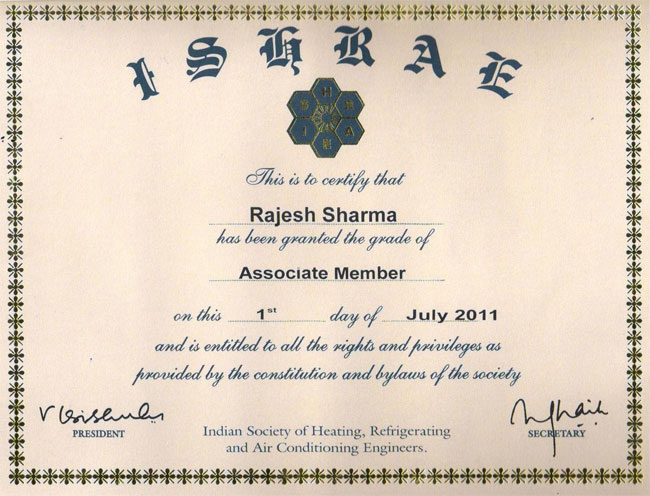 ISHRAE
H
S R
I A
E
This is to certify that
Rajesh Sharma
has been granted the grade of
Associate Member
on this 1st day of July 2011
and is entitled to all the rights and privileges as
provided by the constitution and bylaws of the society
PRESIDENT
SECRETARY
Indian Society of Heating, Refrigerating
and Air Conditioning Engineers.